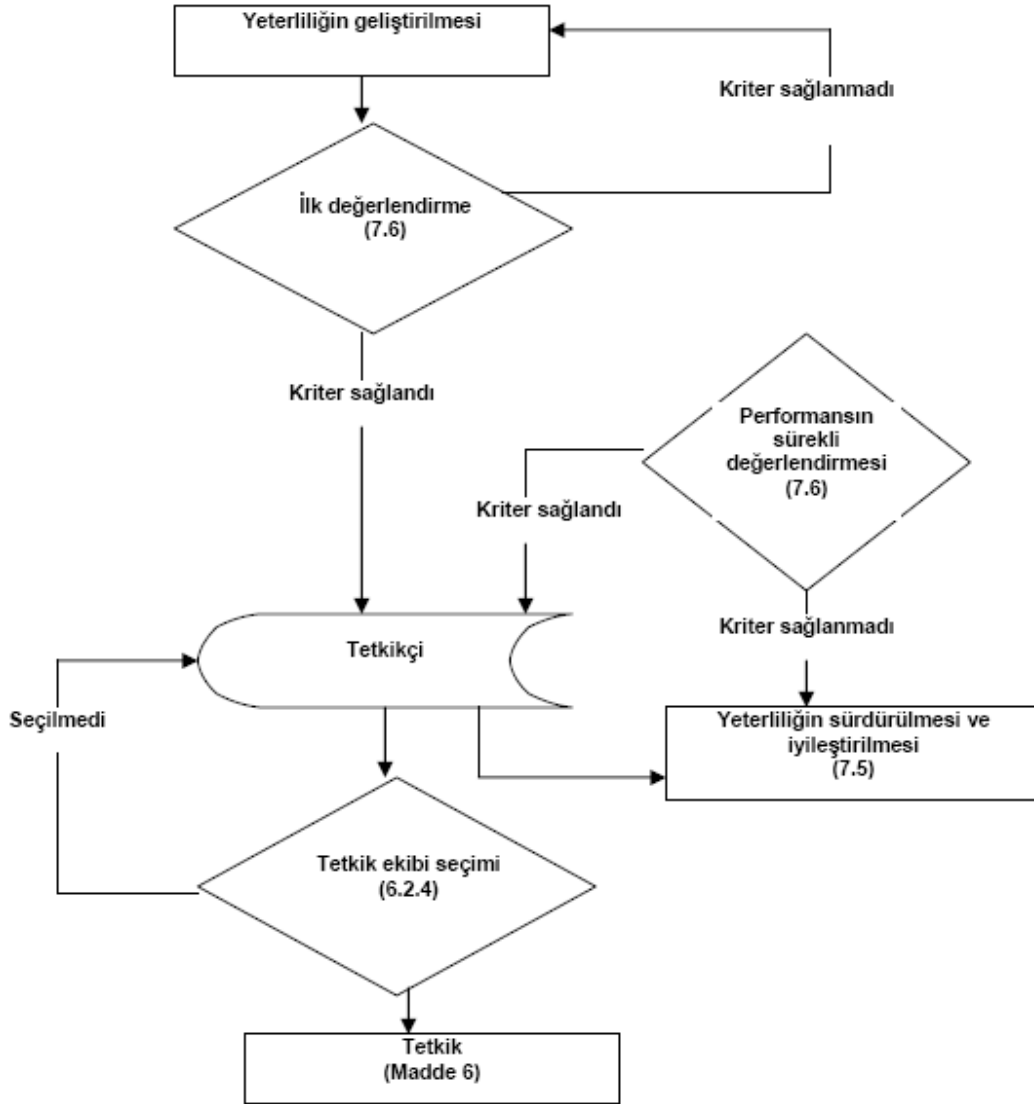 Yeterliliğin geliştirilmesi
Kriter sağlanmadı
İlk değerlendirme
(7.6)
Kriter sağlandı
Performansın
sürekli
değerlendirmesi
(7.6)
Kriter sağlandı
Kriter sağlanmadı
Tetkikçi
Seçilmedi
Yeterliliğin sürdürülmesi ve
iyileştirilmesi
(7.5)
Tetkik ekibi seçimi
(6.2.4)
Tetkik
(Madde 6)